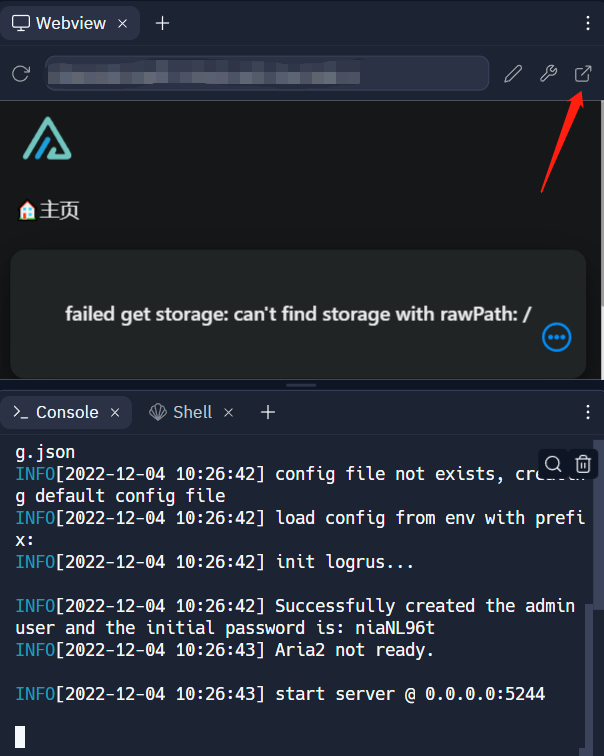 Webview
主页
failed get storage: can't find storage with rawPath: /
Console
Shell
g.json
INFO[2022-12-04 10:26:42] config file not exists, creatin
g default config file
INFO[2022-12-04 10:26:42] load config from env with prefi
x:
INFO[2022-12-04 10:26:42] init logrus...
INFO[2022-12-04 10:26:42] Successfully created the admin
user and the initial password is: niaNL96t
INFO[2022-12-04 10:26:43] Aria2 not ready.
INFO[2022-12-04 10:26:43] start server @ 0.0.0.0:5244